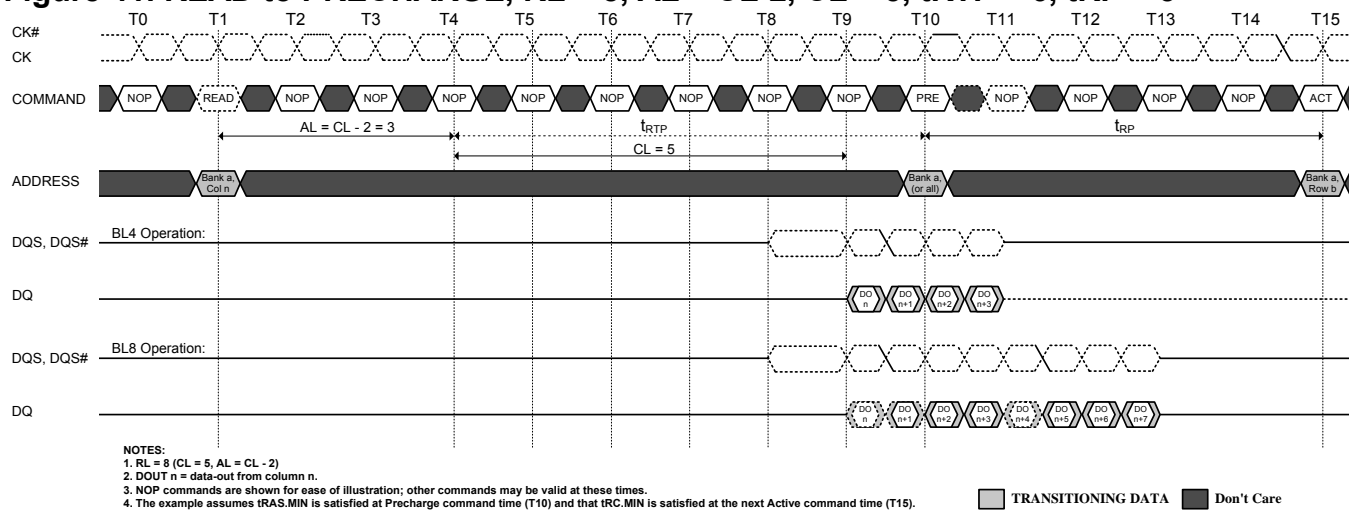 T0 T1 T2 T3 T4 T5 T6 T7 T8 T9 T10 T11 T12 T13 T14 T15
CK#
CK
COMMAND NOP READ NOP NOP NOP NOP NOP NOP NOP NOP PRE NOP NOP NOP NOP ACT
AL = CL - 2 = 3 tRTP tRP
CL = 5
ADDRESS Bank a, Col n Bank a, (or all) Bank a, Row b
BL4 Operation:
DQS, DQS#
DQ DO n DO n+1 DO n+2 DO n+3
BL8 Operation:
DQS, DQS#
DQ DO n DO n+1 DO n+2 DO n+3 DO n+4 DO n+5 DO n+6 DO n+7
NOTES:
1. RL = 8 (CL = 5, AL = CL - 2)
2. DOUT n = data-out from column n.
3. NOP commands are shown for ease of illustration; other commands may be valid at these times.
4. The example assumes tRAS.MIN is satisfied at Precharge command time (T10) and that tRC.MIN is satisfied at the next Active command time (T15).
TRANSITIONING DATA Don't Care